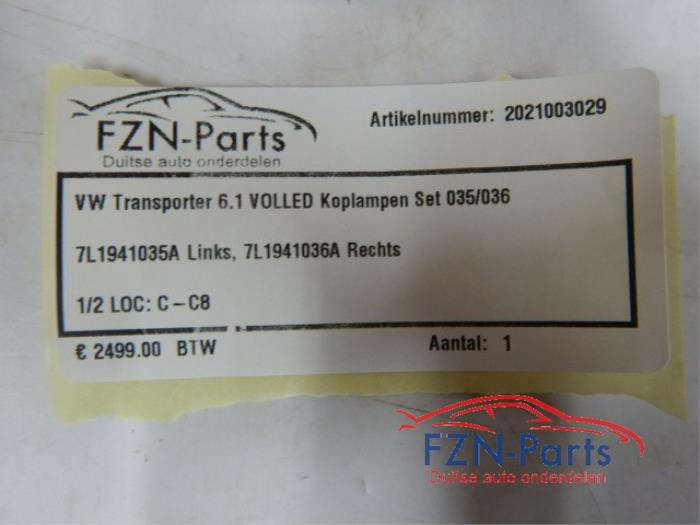 FZN-Parts
Duitse auto onderdelen
Artikelnummer: 2021003029
VW Transporter 6.1 VOLLED Koplampen Set 035/036
7L1941035A Links, 7L1941036A Rechts
1/2 LOC: C-C8
€ 2499.00 BTW
Aantal: 1
FZN-Parts
Duitse auto onderdelen